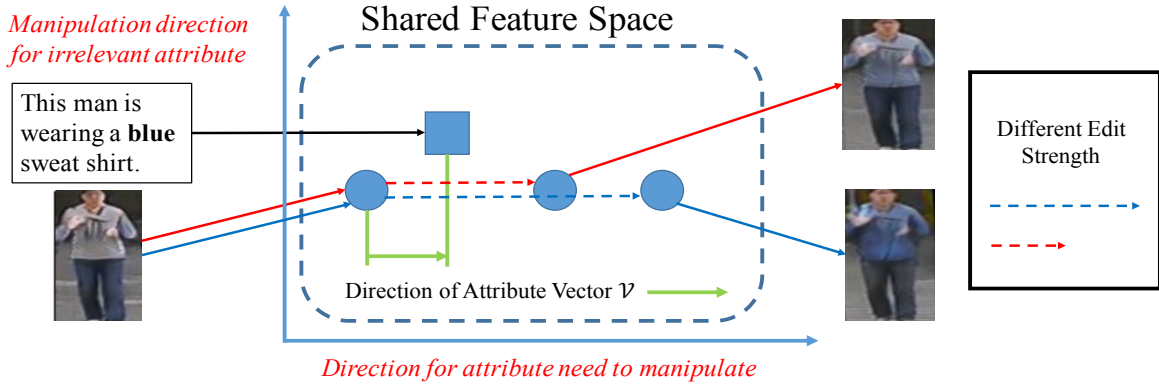 Manipulation direction
for irrelevant attribute
Shared Feature Space
This man is
wearing a blue
sweat shirt.
Different Edit
Strength
Direction of Attribute Vector 𝒱
Direction for attribute need to manipulate